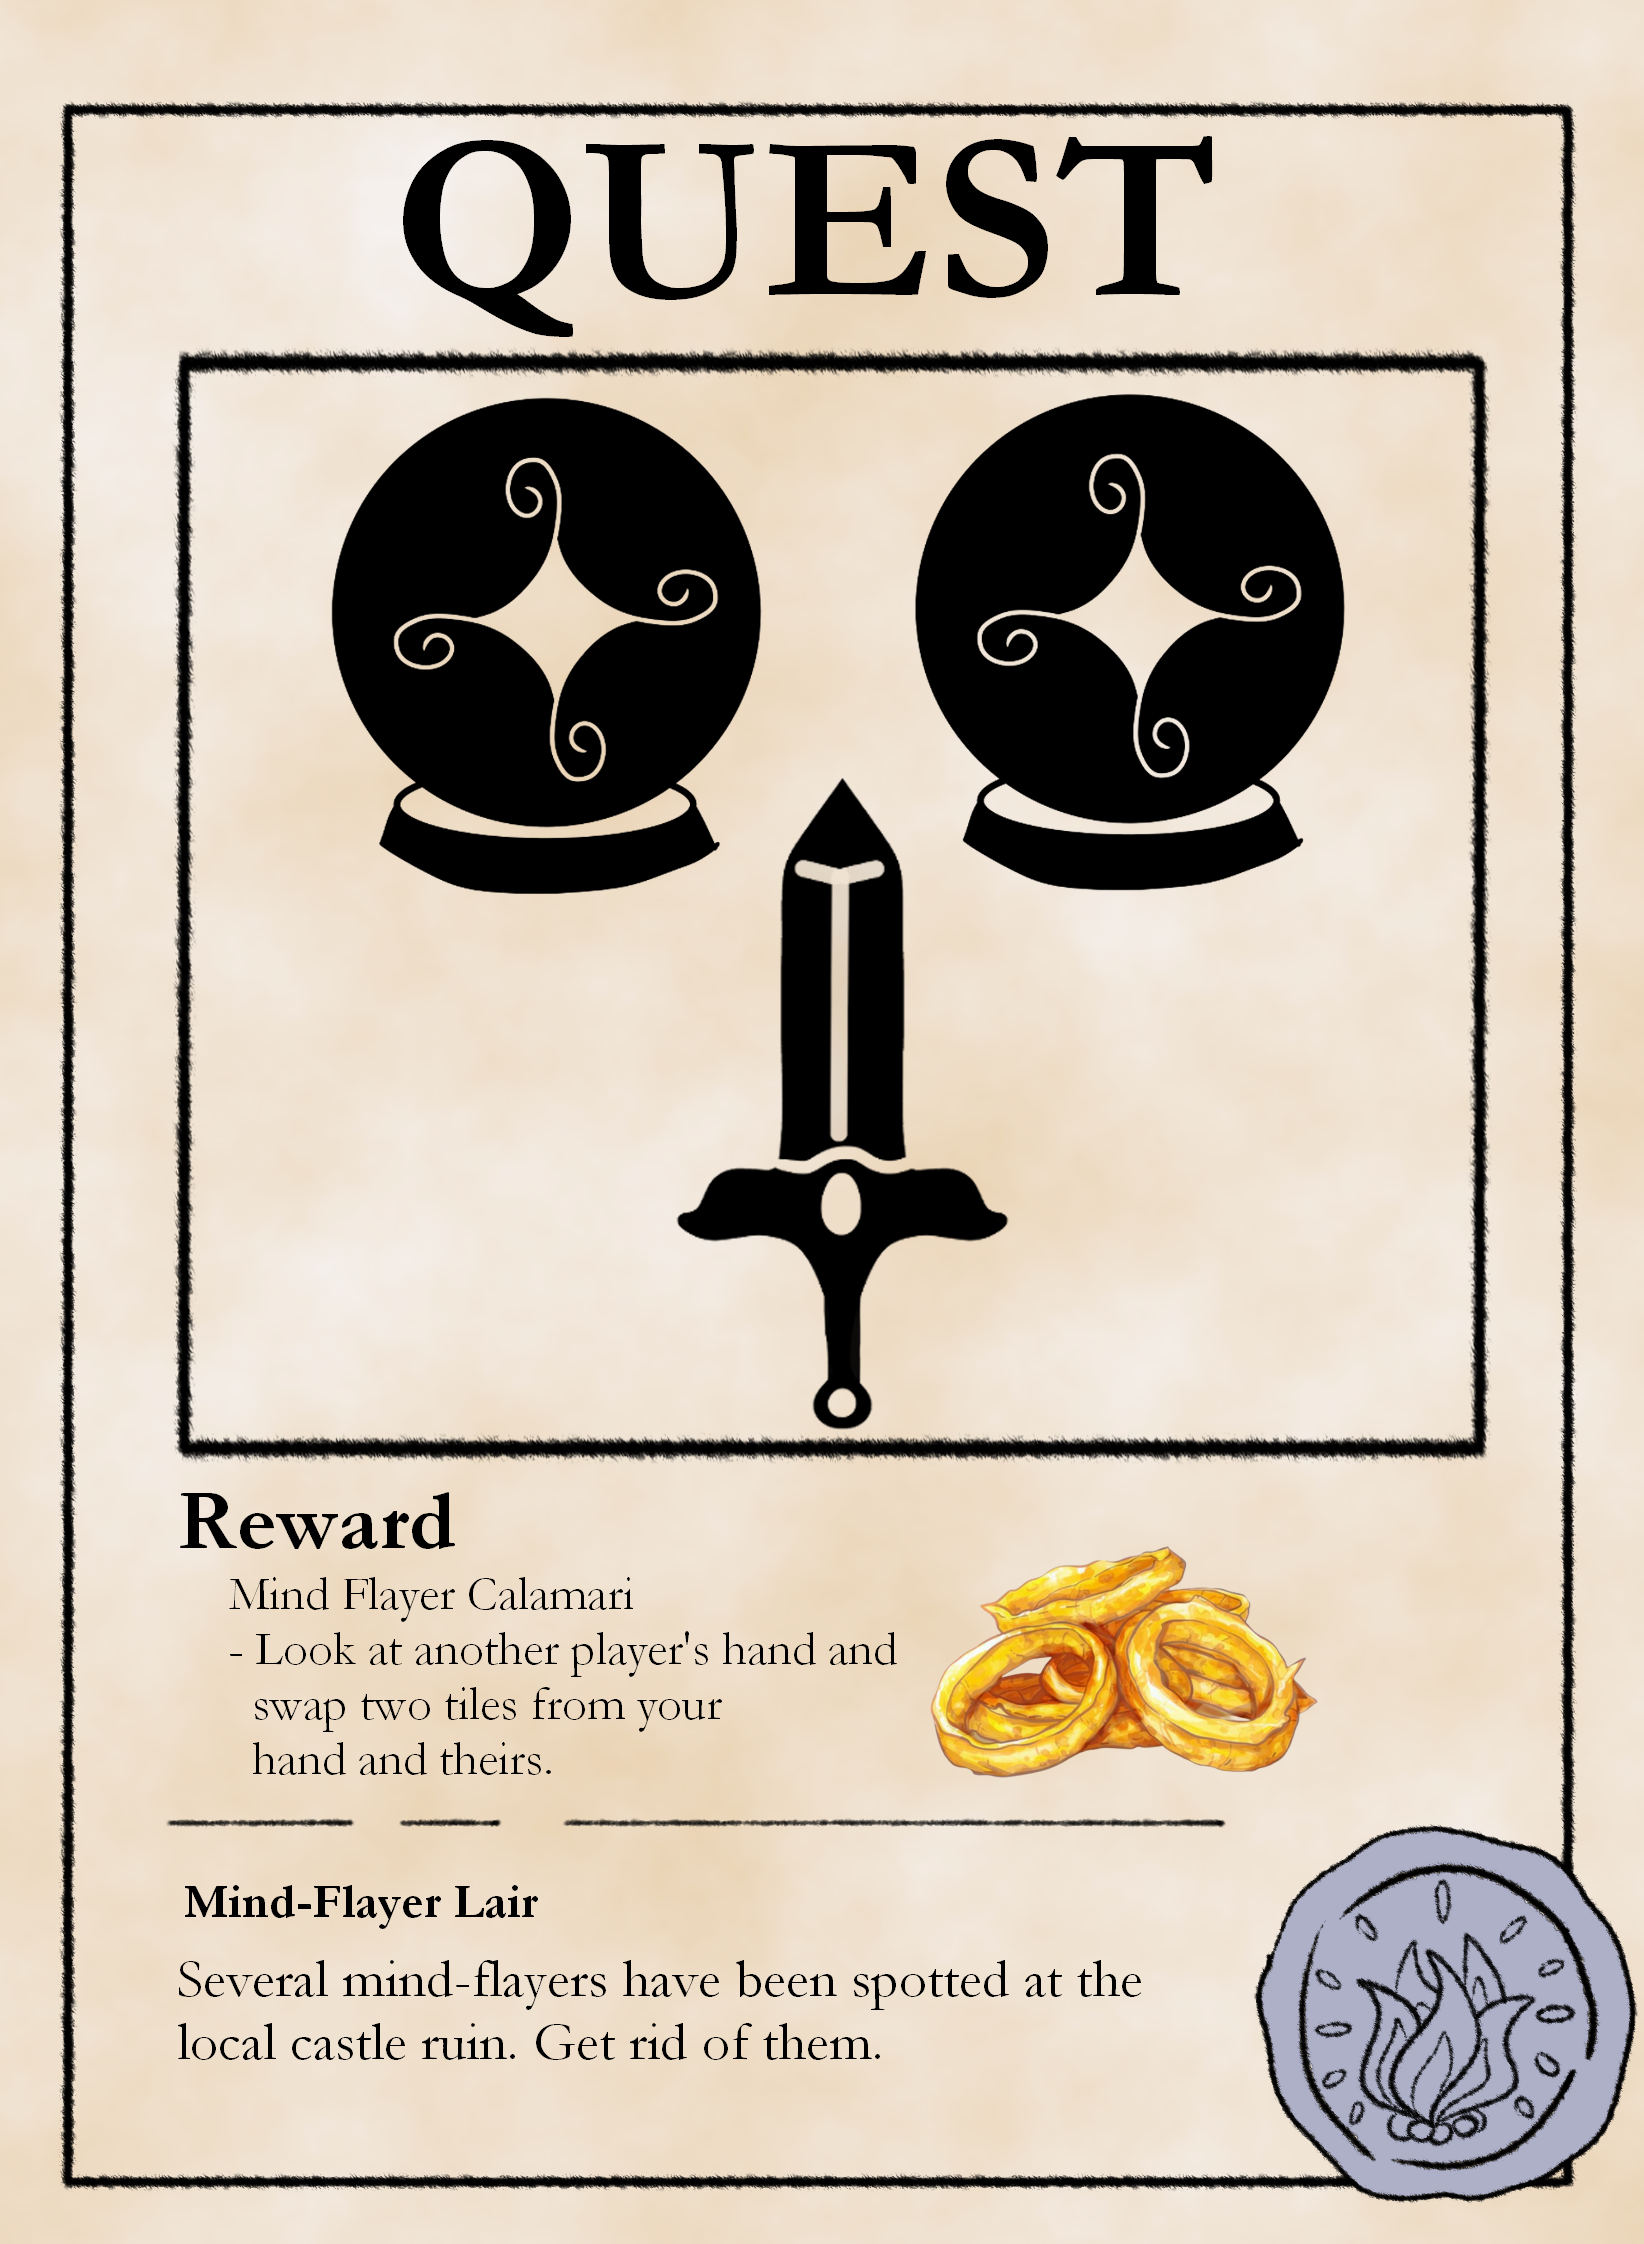 QUEST
Reward
Mind Flayer Calamari
- Look at another player's hand and
swap two tiles from your
hand and theirs.
Mind-Flayer Lair
Several mind-flayers have been spotted at the
local castle ruin. Get rid of them.